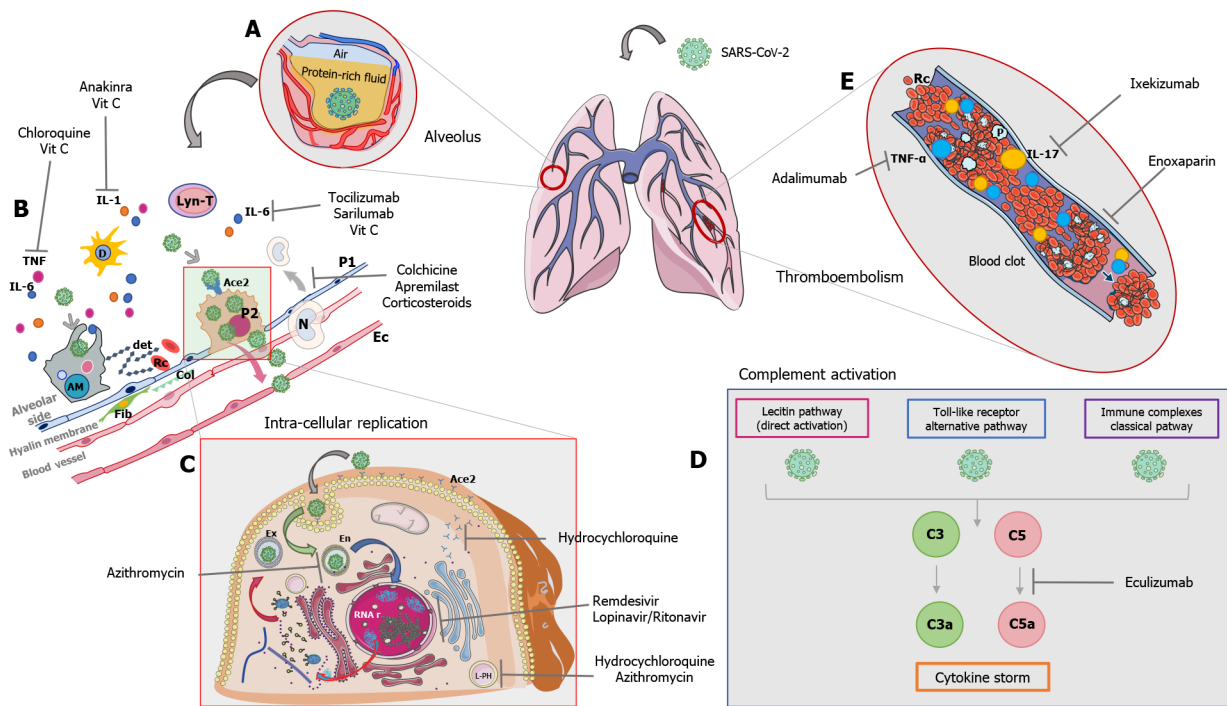 A
Air
Protein-rich fluid
Alveolus
SARS-CoV-2
E
Rc
P
IL-17
TNF-α
Blood clot
Ixekizumab
Enoxaparin
Adalimumab
Thromboembolism
Anakinra
Vit C
Chloroquine
Vit C
B
IL-1
Lyn-T
IL-6
Tocilizumab
Sarilumab
Vit C
TNF
D
IL-6
Ace2
P1
P2
Colchicine
Apremilast
Corticosteroids
N
Ec
det
Rc
Col
AM
Fib
Alveolar
side
Hyalin membrane
Blood vessel
Intra-cellular replication
C
Ace2
Ex
En
Azithromycin
Hydrocychloroquine
RNA r
Remdesivir
Lopinavir/Ritonavir
L-PH
Hydrocychloroquine
Azithromycin
Complement activation
D
Lecitin pathway
(direct activation)
Toll-like receptor
alternative pathway
Immune complexes
classical patway
C3
C5
Eculizumab
C3a
C5a
Cytokine storm